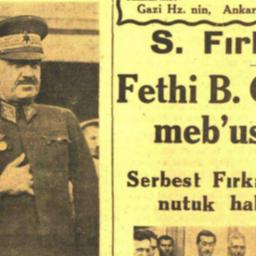 Gazi Hz. nin, Ankar
S. Fırk
Fethi B. G
meb'us
Serbest Fırka
nutuk hal